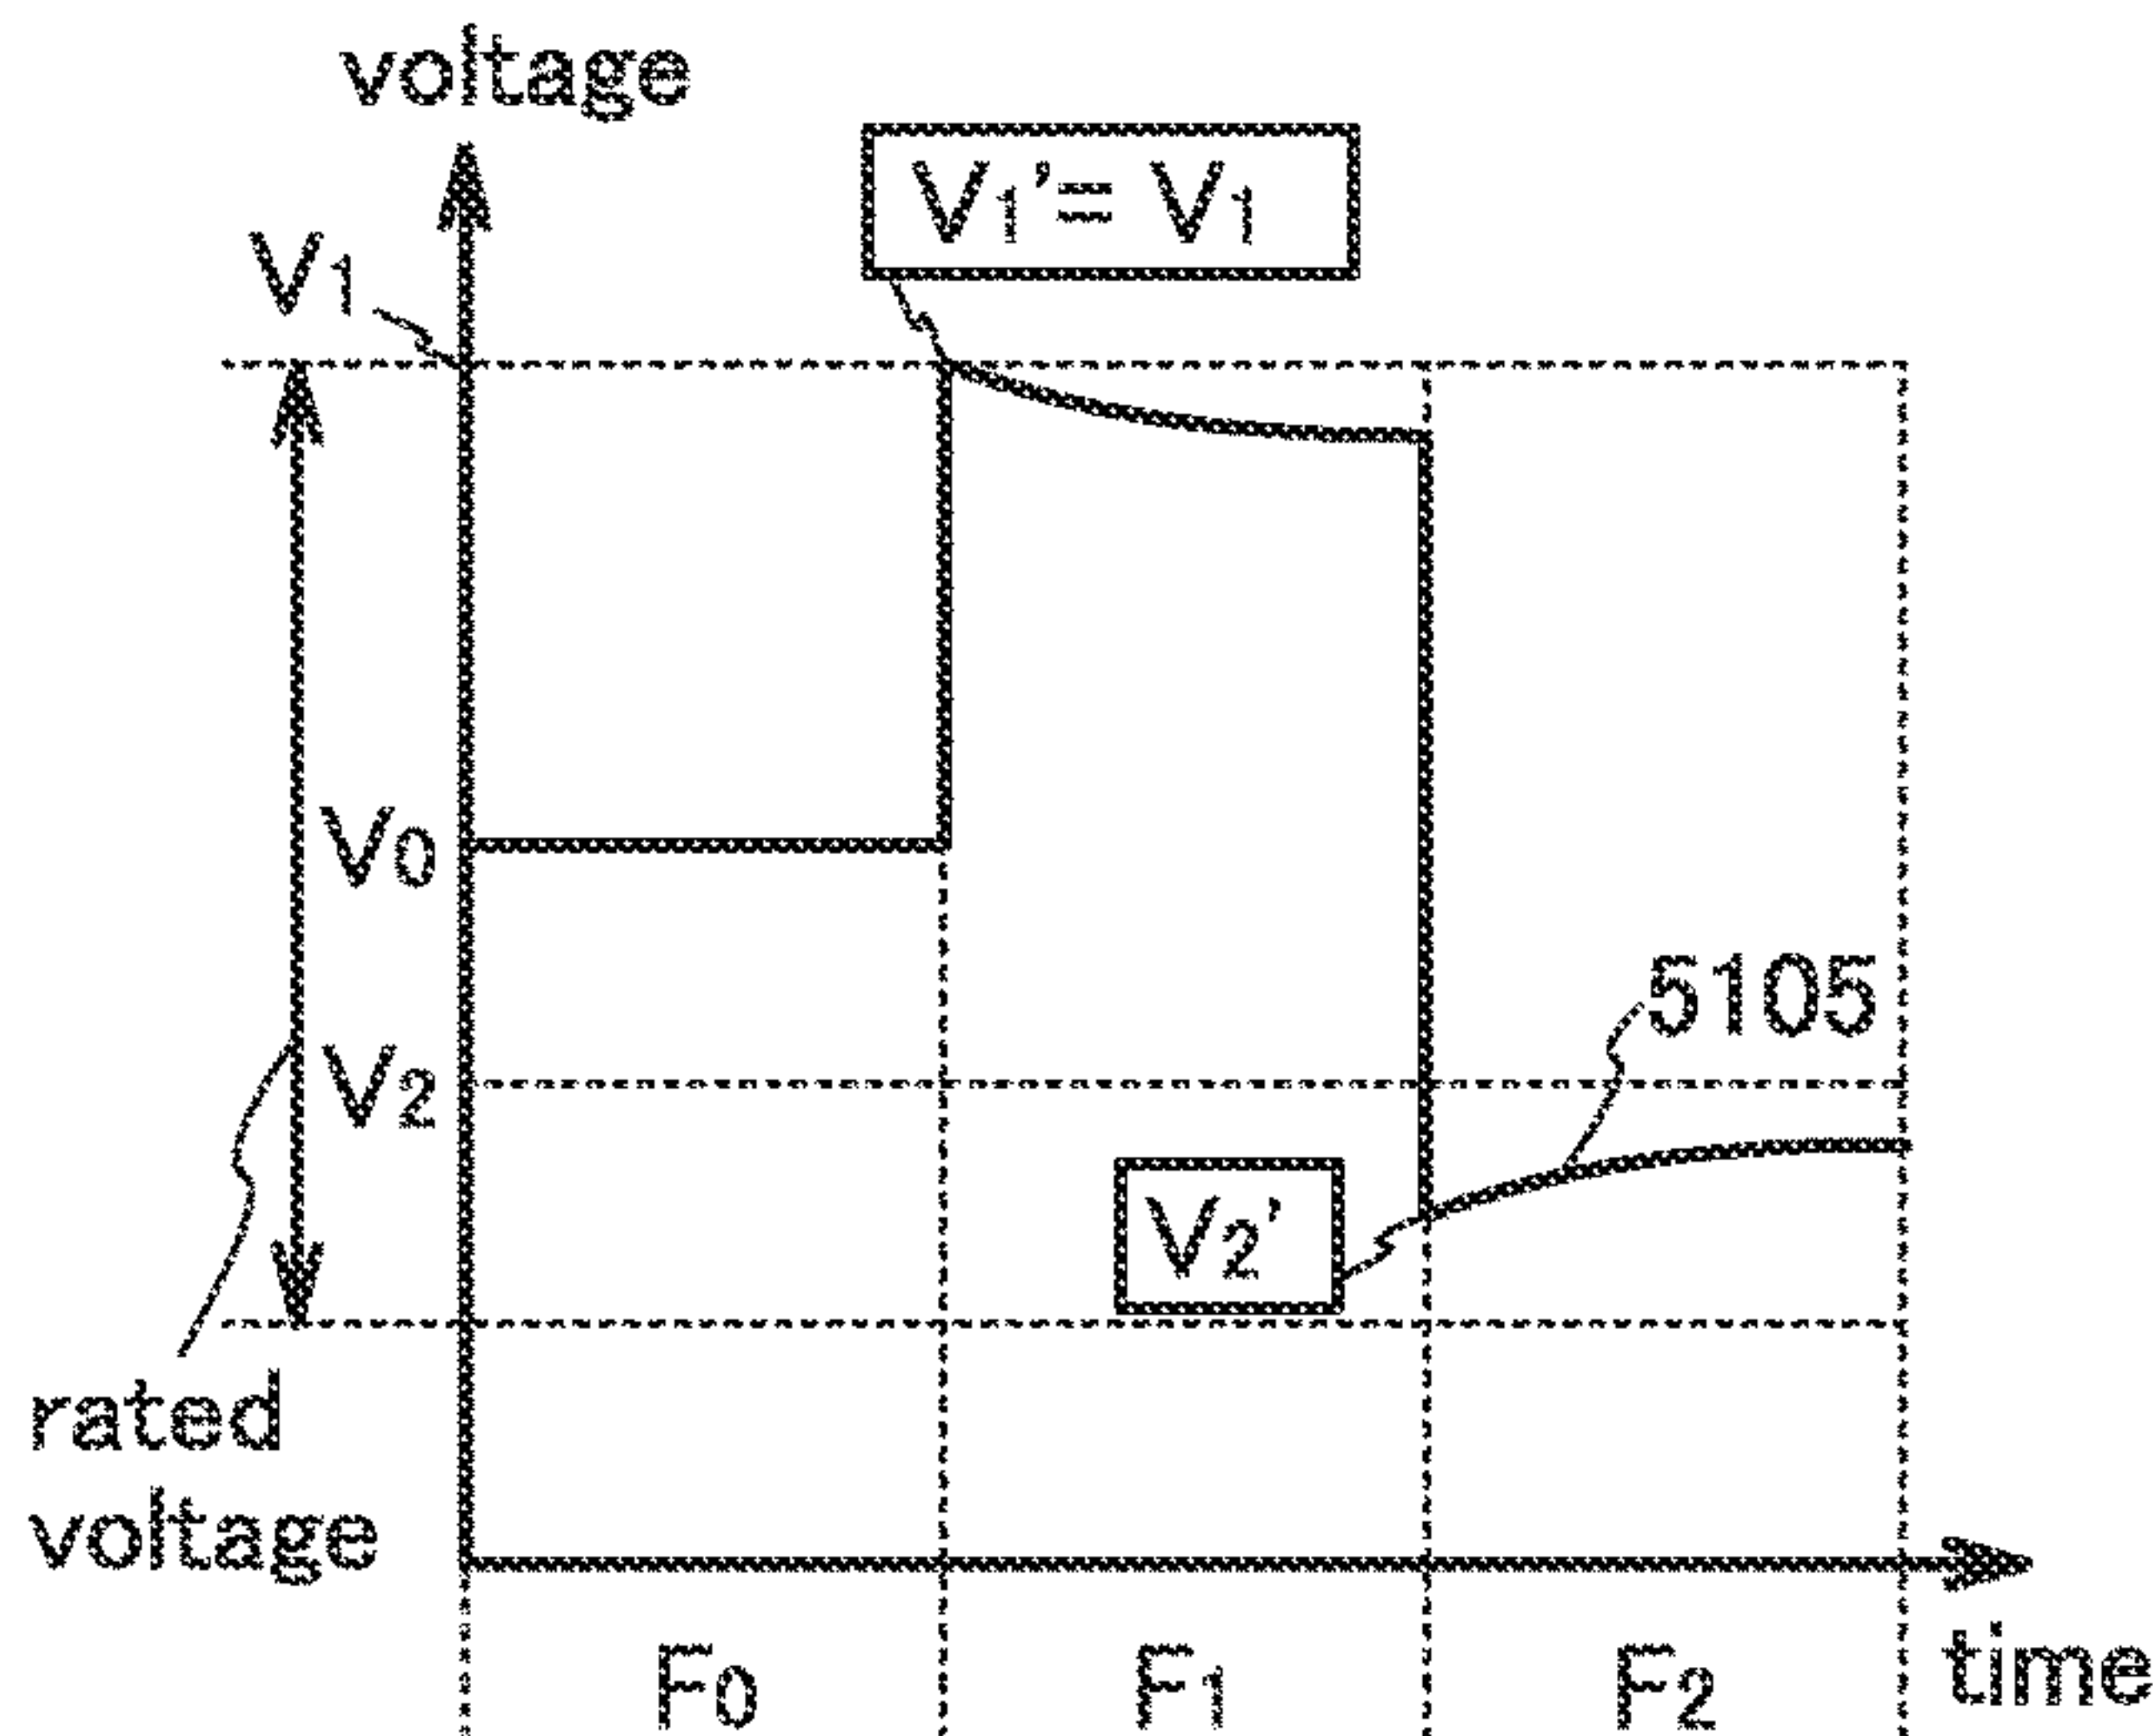 voltage
V1'= V1
V1
V0
5105
V2
V2'
rated
voltage
time
F0
F1
F2